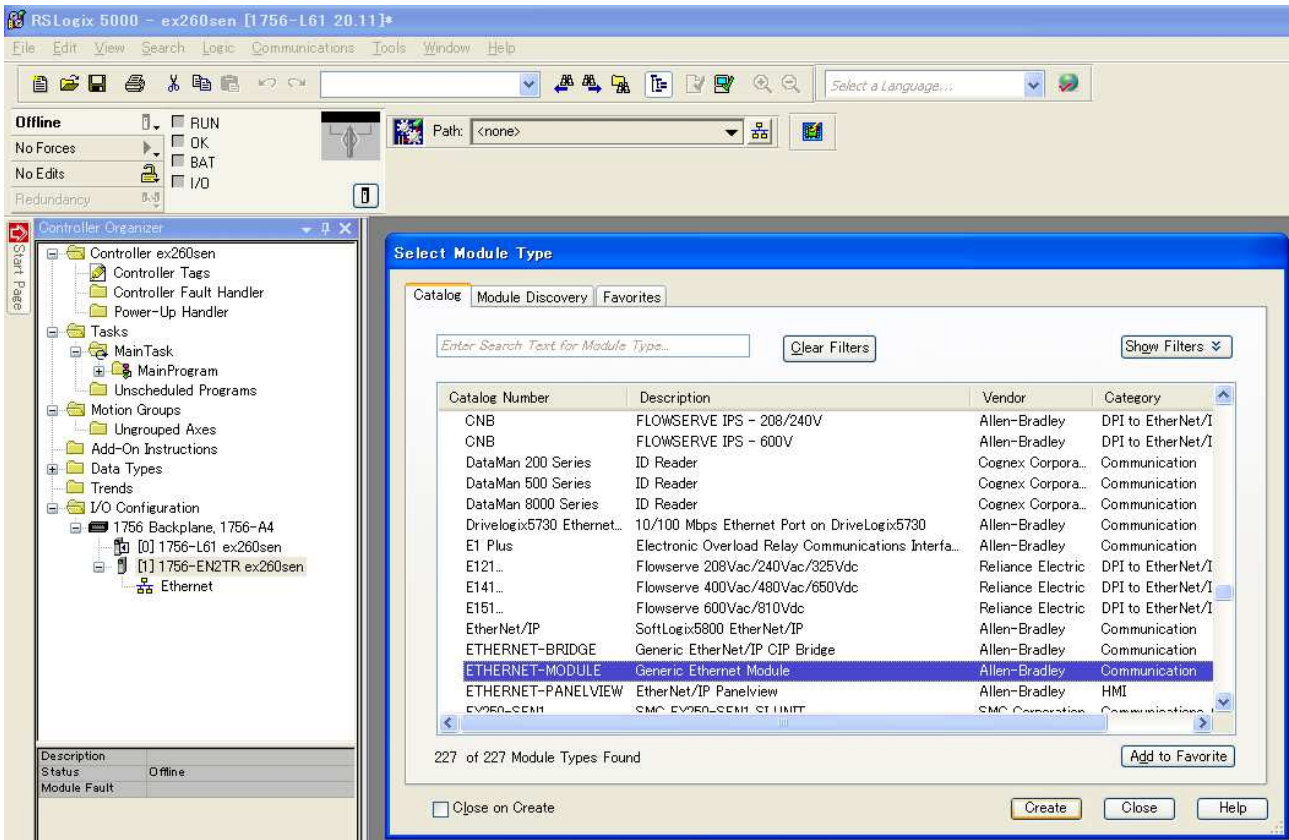 RSLogix 5000 - ex260sen [1756-L61 20.11]*
File Edit View Search Logic Communications Tools Window Help
Select a Language...
Offline
RUN
No Forces
OK
No Edits
BAT
Redundancy
I/O
Path: <none>
Start Page
Controller Organizer
Controller ex260sen
Controller Tags
Controller Fault Handler
Power-Up Handler
Tasks
MainTask
MainProgram
Unscheduled Programs
Motion Groups
Ungrouped Axes
Add-On Instructions
Data Types
Trends
I/O Configuration
1756 Backplane, 1756-A4
[0] 1756-L61 ex260sen
[1] 1756-EN2TR ex260sen
Ethernet
Description
Status Offline
Module Fault
Select Module Type
Catalog Module Discovery Favorites
Enter Search Text for Module Type...
Clear Filters
Show Filters
Catalog Number Description Vendor Category
CNB FLOWSERVE IPS - 208/240V Allen-Bradley DPI to EtherNet/I
CNB FLOWSERVE IPS - 600V Allen-Bradley DPI to EtherNet/I
DataMan 200 Series ID Reader Cognex Corpora... Communication
DataMan 500 Series ID Reader Cognex Corpora... Communication
DataMan 8000 Series ID Reader Cognex Corpora... Communication
Drivelogix5730 Ethernet... 10/100 Mbps Ethernet Port on DriveLogix5730 Allen-Bradley Communication
E1 Plus Electronic Overload Relay Communications Interfa... Allen-Bradley Communication
E121... Flowserve 208Vac/240Vac/325Vdc Reliance Electric DPI to EtherNet/I
E141... Flowserve 400Vac/480Vac/650Vdc Reliance Electric DPI to EtherNet/I
E151... Flowserve 600Vac/810Vdc Reliance Electric DPI to EtherNet/I
EtherNet/IP SoftLogix5800 EtherNet/IP Allen-Bradley Communication
ETHERNET-BRIDGE Generic EtherNet/IP CIP Bridge Allen-Bradley Communication
ETHERNET-MODULE Generic Ethernet Module Allen-Bradley Communication
ETHERNET-PANELVIEW EtherNet/IP Panelview Allen-Bradley HMI
EX250-SEN1 SMC EX250-SEN1 SI UNIT SMC Corporation Communications
227 of 227 Module Types Found
Add to Favorite
Close on Create
Create
Close
Help